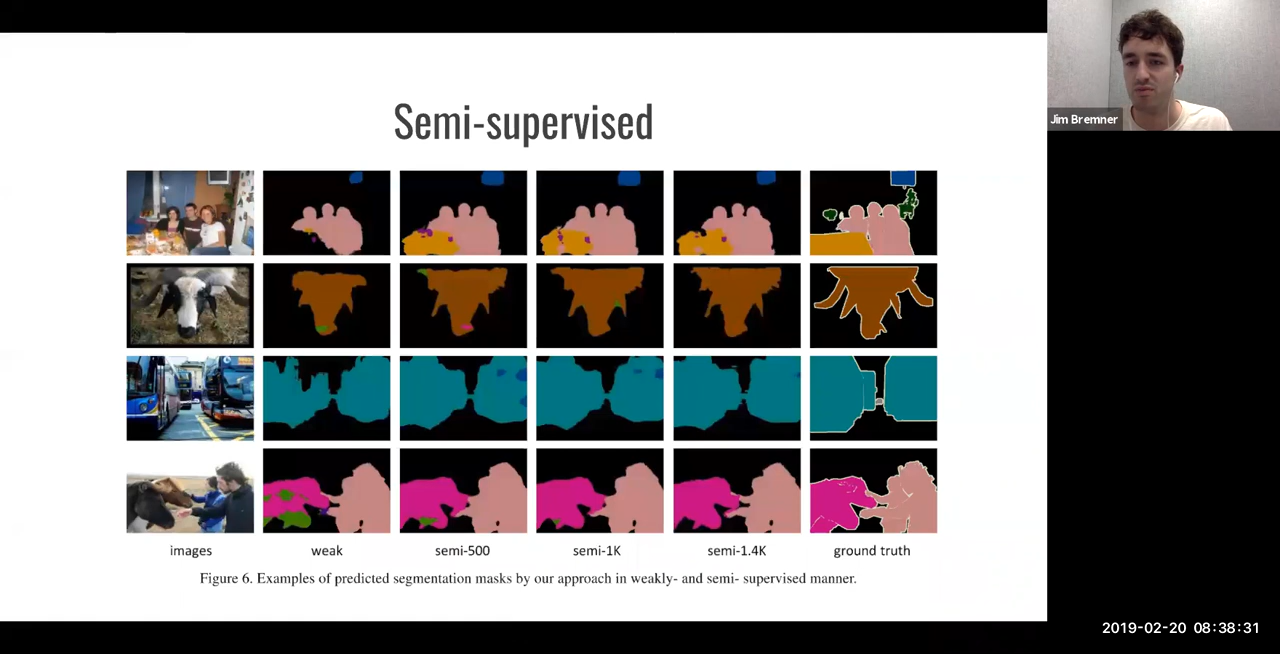 Semi-supervised
Jim Bremner
images weak semi-500 semi-1K semi-1.4K ground truth
Figure 6. Examples of predicted segmentation masks by our approach in weakly- and semi- supervised manner.
2019-02-20 08:38:31